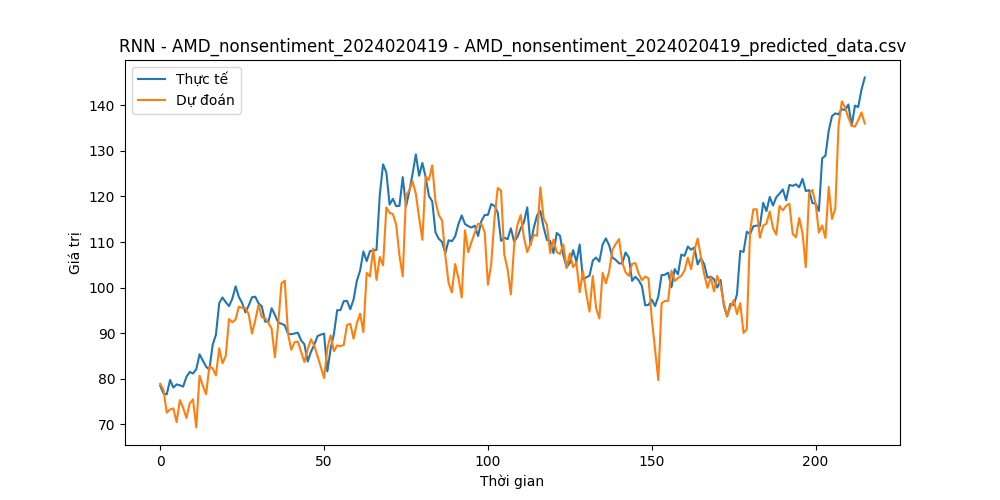 RNN - AMD_nonsentiment_2024020419 - AMD_nonsentiment_2024020419_predicted_data.csv
Thực tế
Dự đoán
Giá trị
140
130
120
110
100
90
80
70
0 50 100 150 200
Thời gian